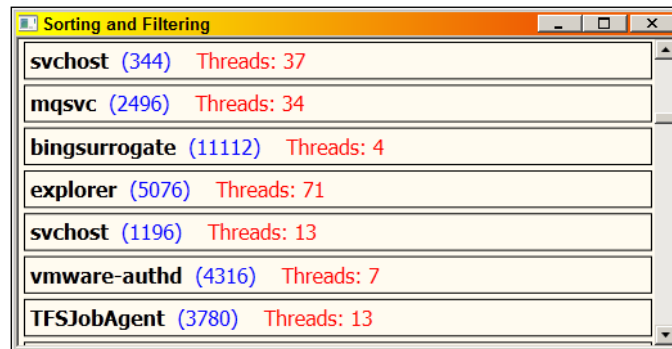 Sorting and Filtering
svchost (344) Threads: 37
mqsvc (2496) Threads: 34
bingsurrogate (11112) Threads: 4
explorer (5076) Threads: 71
svchost (1196) Threads: 13
vmware-authd (4316) Threads: 7
TFSJobAgent (3780) Threads: 13